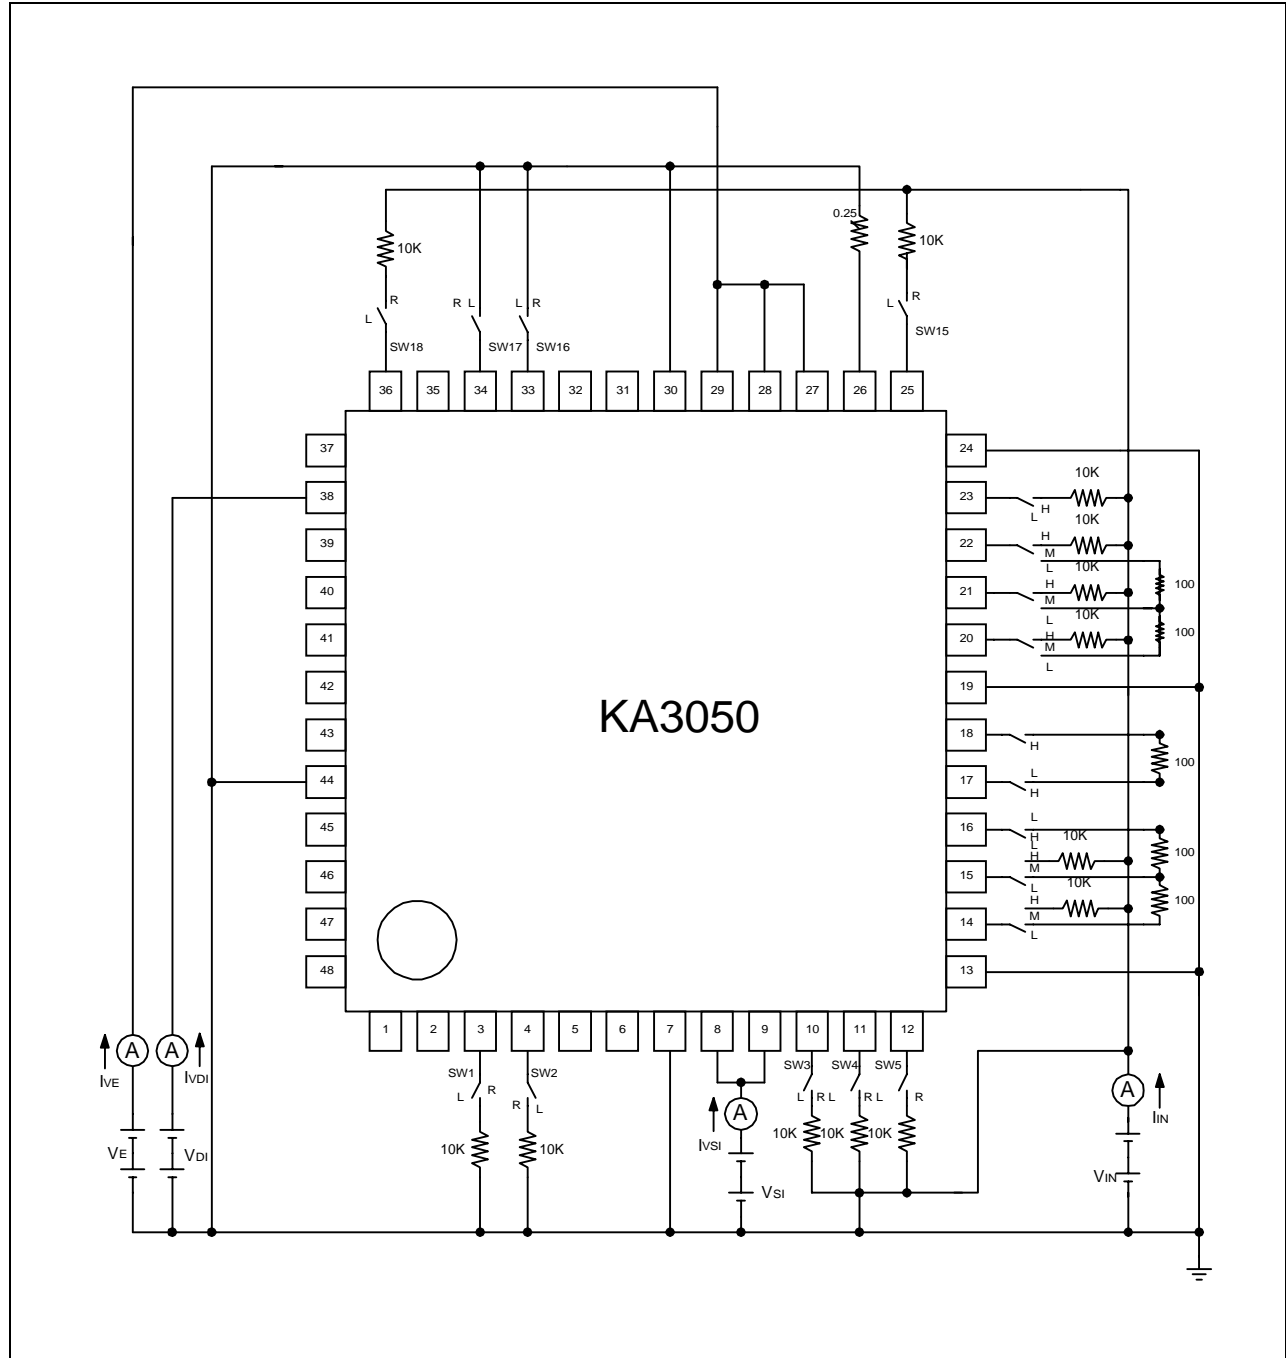 0.25
10K
10K
R
L
SW18
R L
SW17
L R
SW16
R
L
SW15
36 35 34 33 32 31 30 29 28 27 26 25
37
38
39
40
41
42
43
44
45
46
47
48
KA3050
24
23
22
21
20
19
18
17
16
15
14
13
10K
H
L
10K
H
M
L
10K
H
M
L
10K
H
M
L
100
100
H
L
H
100
L
H
L
H
10K
M
L
10K
H
M
L
100
100
1 2 3 4 5 6 7 8 9 10 11 12
SW1
L
R
10K
SW2
R
L
10K
SW3
L
R
10K
SW4
L
R
10K
SW5
L
R
10K
A
IVE
A
IVDI
A
IVSI
A
IIN
VE
VDI
VSI
VIN